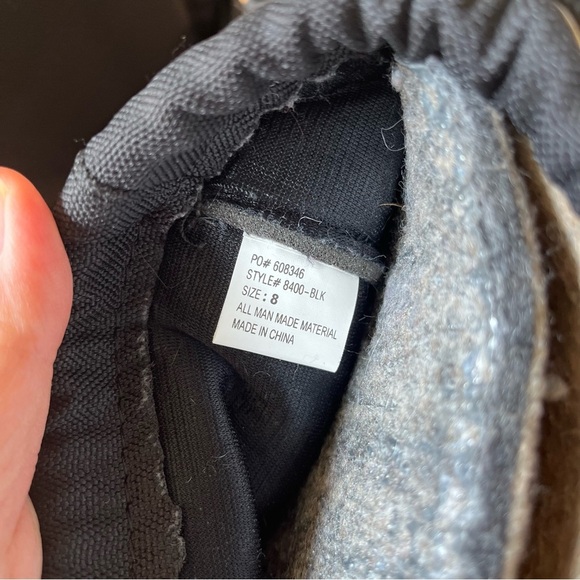 PO# 608346
STYLE# 8400-BLK
SIZE: 8
ALL MAN MADE MATERIAL
MADE IN CHINA